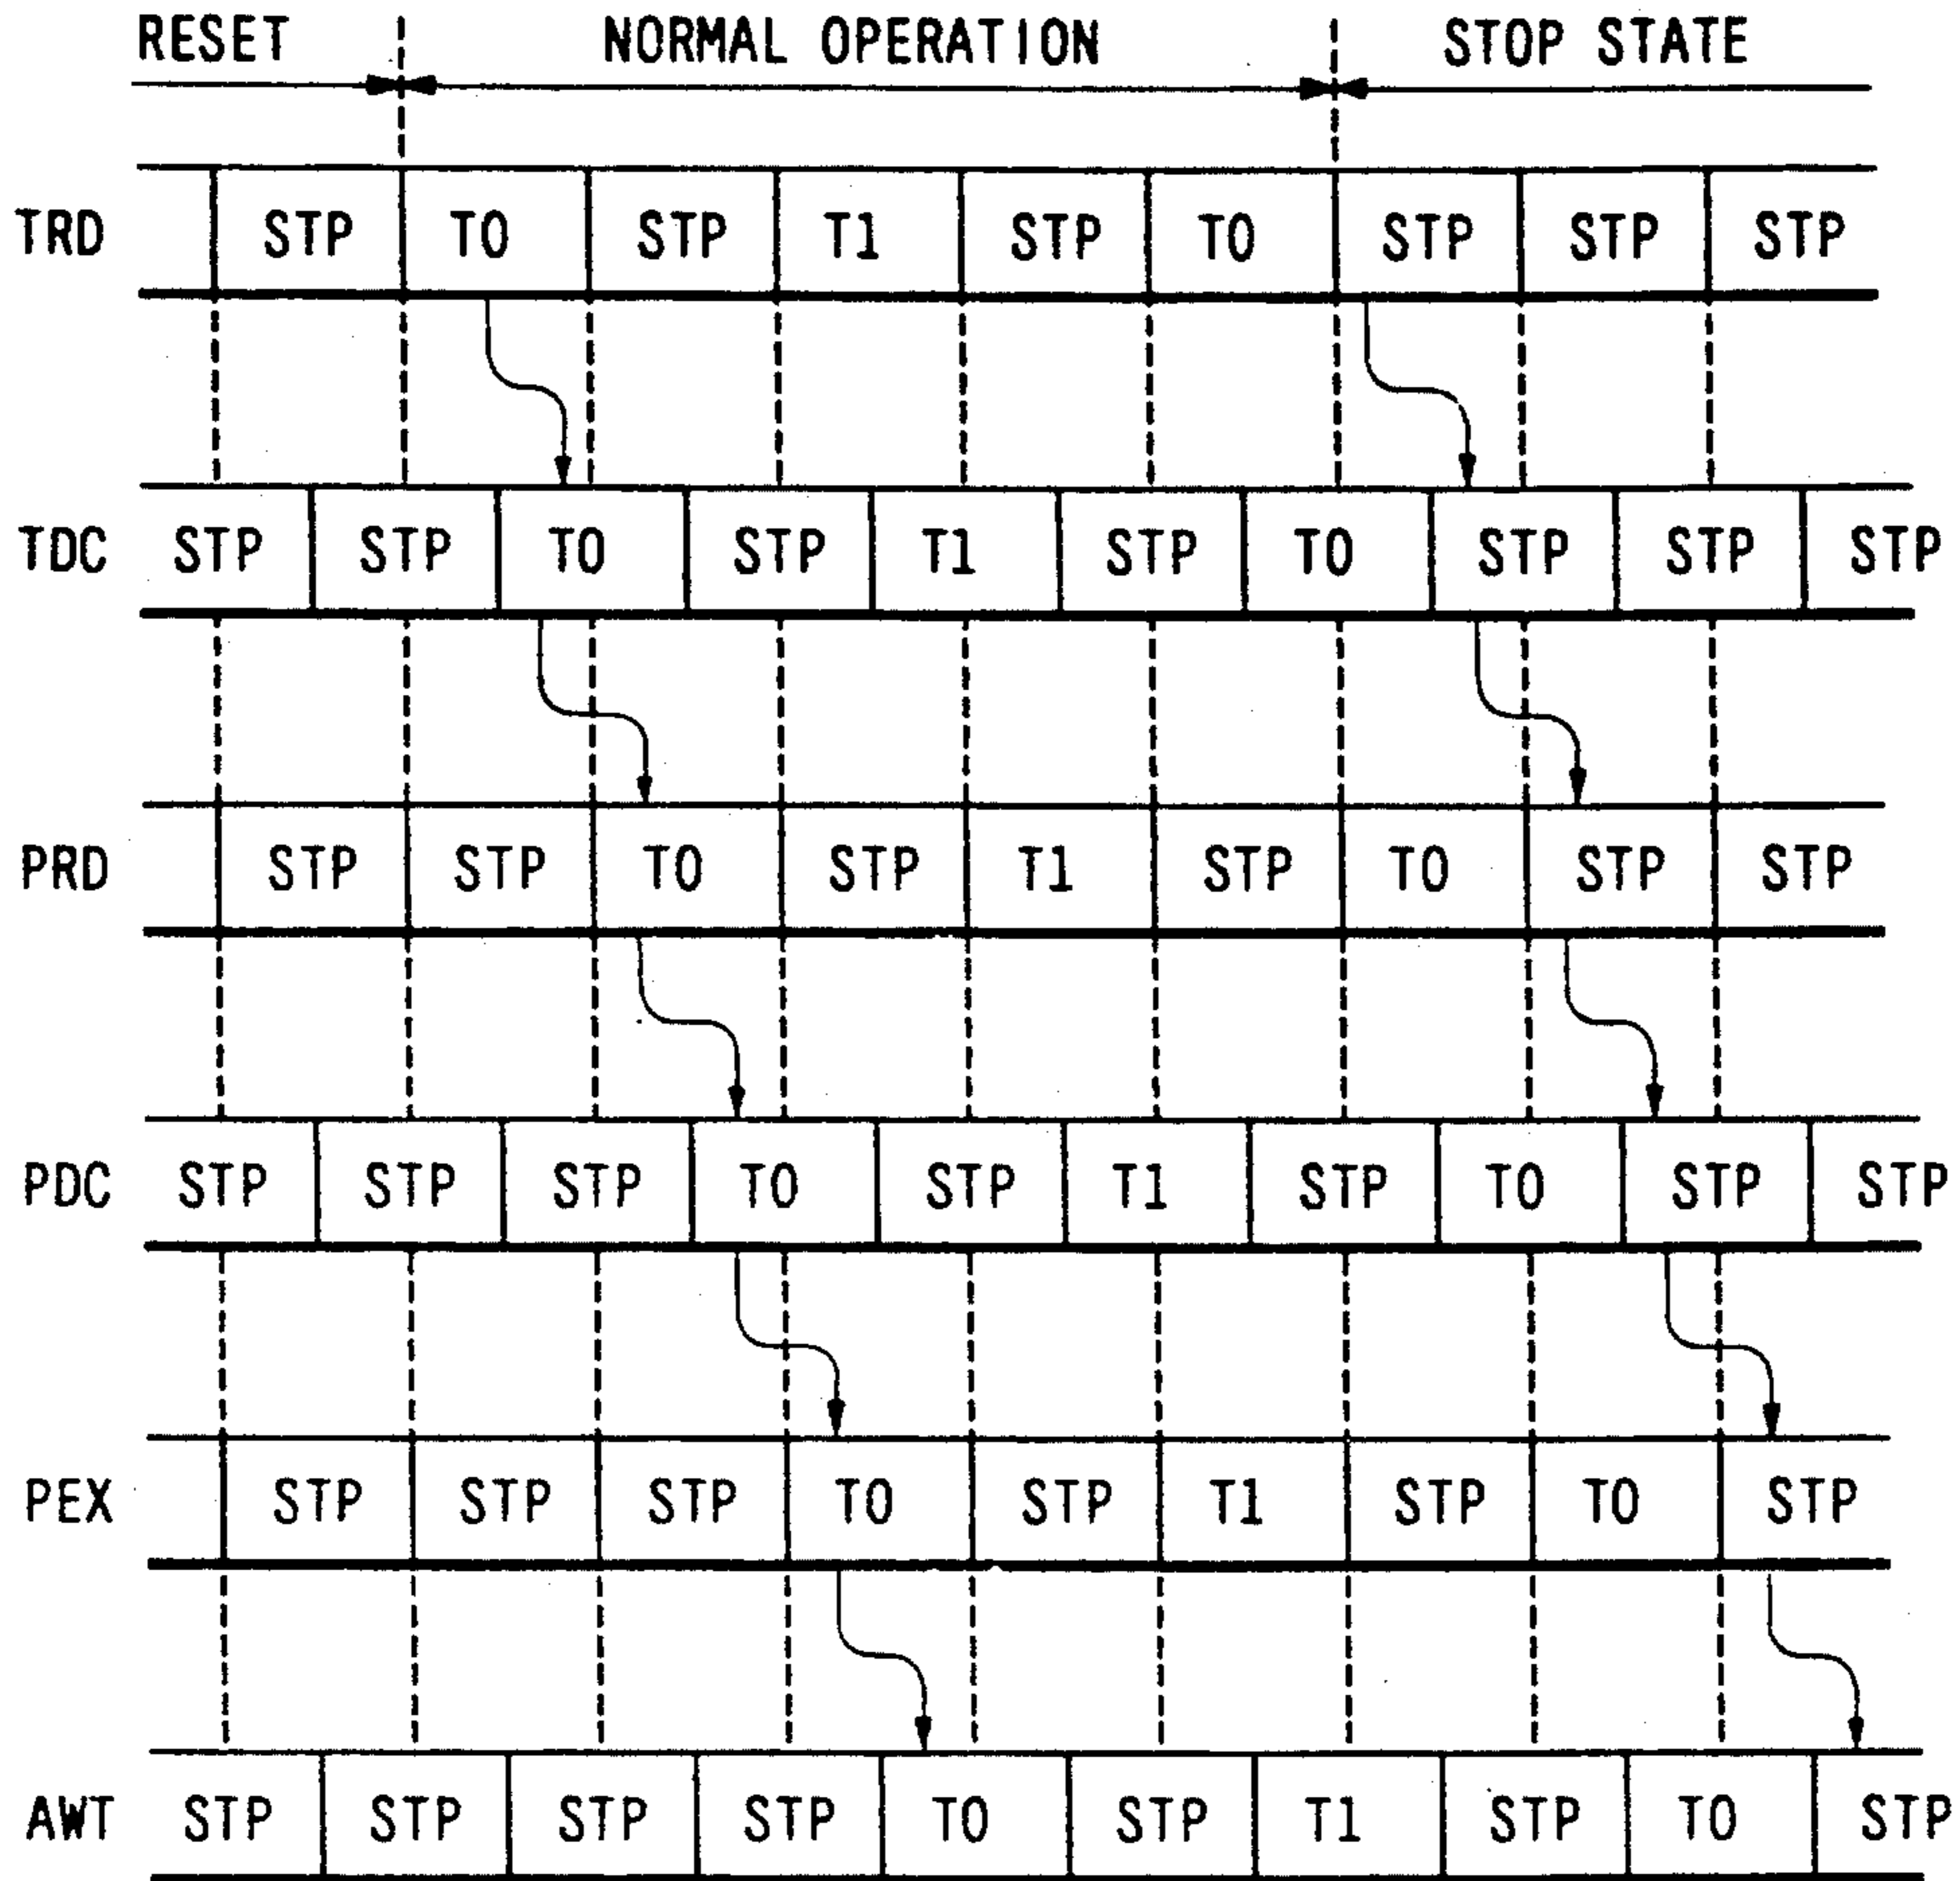 RESET NORMAL OPERATION STOP STATE
TRD STP T0 STP T1 STP T0 STP STP STP
TDC STP STP T0 STP T1 STP T0 STP STP STP
PRD STP STP T0 STP T1 STP T0 STP STP
PDC STP STP STP T0 STP T1 STP T0 STP STP
PEX STP STP STP T0 STP T1 STP T0 STP
AWT STP STP STP STP T0 STP T1 STP T0 STP